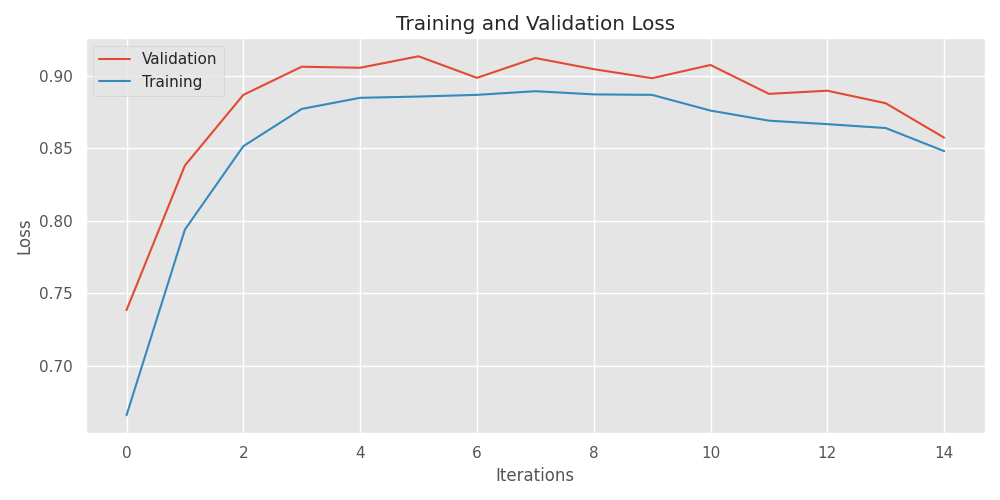 Training and Validation Loss
Validation
Training
0.90
0.85
0.80
0.75
0.70
Loss
0 2 4 6 8 10 12 14
Iterations